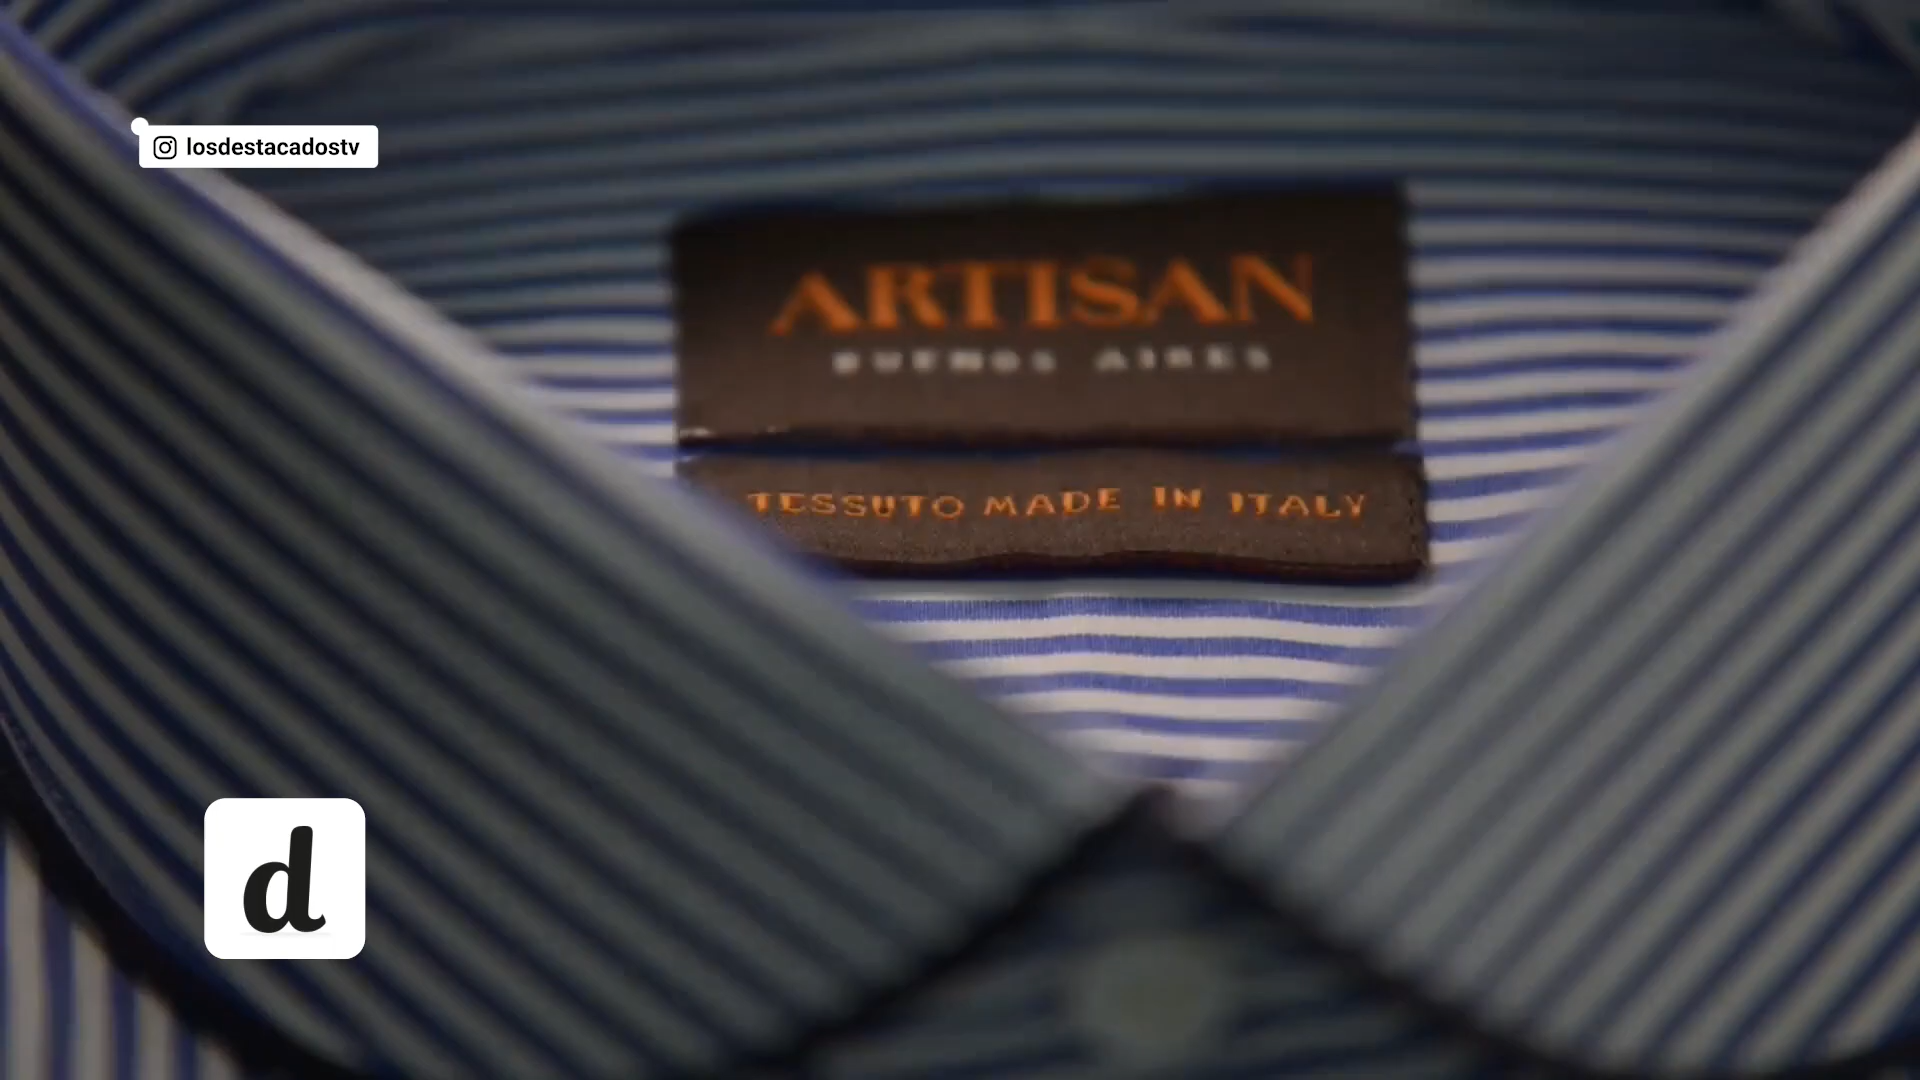 losdestacadostv
ARTISAN
BUENOS AIRES
TESSUTO MADE IN ITALY
d